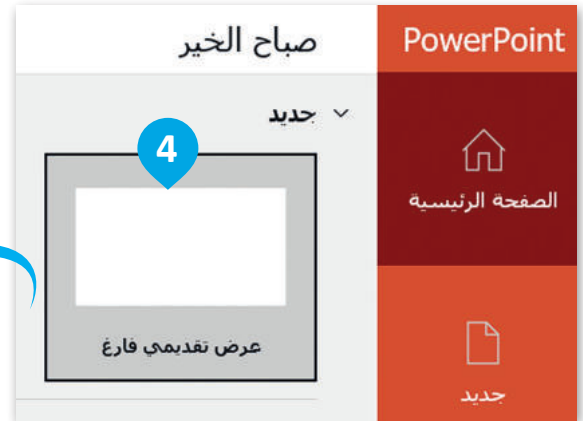 PowerPoint
الصفحة الرئيسية
جديد
صباح الخير
جديد
4
عرض تقديمي فارغ